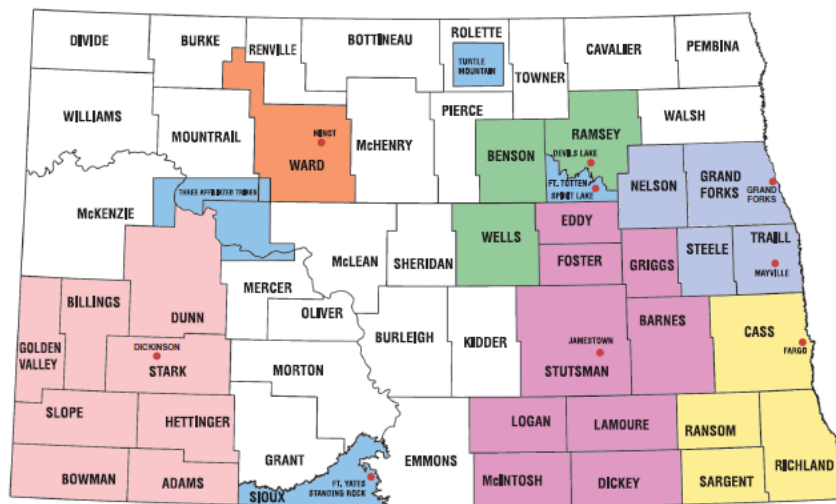 DIVIDE
BURKE
RENVILLE
BOTTINEAU
ROLETTE
TURTLE
MOUNTAIN
TOWNER
CAVALIER
PEMBINA
WILLIAMS
MOUNTRAIL
WARD
MINOT
McHENRY
PIERCE
BENSON
RAMSEY
DEVILS LAKE
WALSH
FT. TOTTEN
SPIRIT LAKE
NELSON
GRAND
FORKS
GRAND
FORKS
McKENZIE
THREE AFFILIATED TRIBES
McLEAN
SHERIDAN
WELLS
EDDY
FOSTER
GRIGGS
STEELE
TRAILL
MAYVILLE
BILLINGS
DUNN
MERCER
OLIVER
BURLEIGH
KIDDER
JAMESTOWN
STUTSMAN
BARNES
CASS
FARGO
GOLDEN
VALLEY
DICKINSON
STARK
MORTON
SLOPE
HETTINGER
GRANT
EMMONS
LOGAN
LAMOURE
RANSOM
RICHLAND
BOWMAN
ADAMS
SIOUX
FT. YATES
STANDING ROCK
McINTOSH
DICKEY
SARGENT